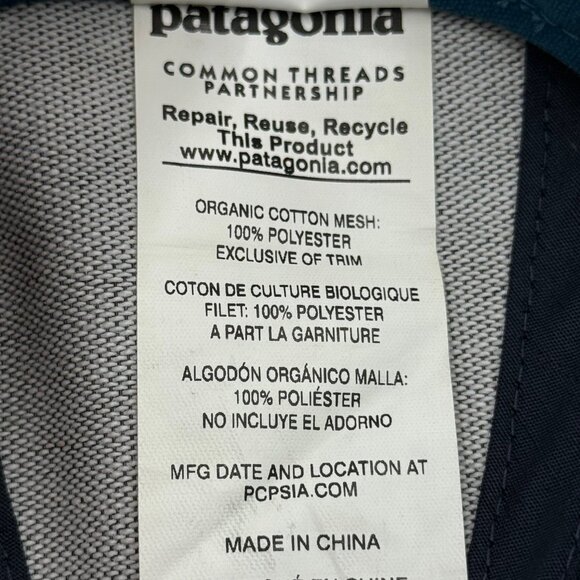 patagonia
COMMON THREADS
PARTNERSHIP
Repair, Reuse, Recycle
This Product
www.patagonia.com
ORGANIC COTTON MESH:
100% POLYESTER
EXCLUSIVE OF TRIM
COTON DE CULTURE BIOLOGIQUE
FILET: 100% POLYESTER
A PART LA GARNITURE
ALGODÓN ORGÁNICO MALLA:
100% POLIÉSTER
NO INCLUYE EL ADORNO
MFG DATE AND LOCATION AT
PCPSIA.COM
MADE IN CHINA
EN CHINE